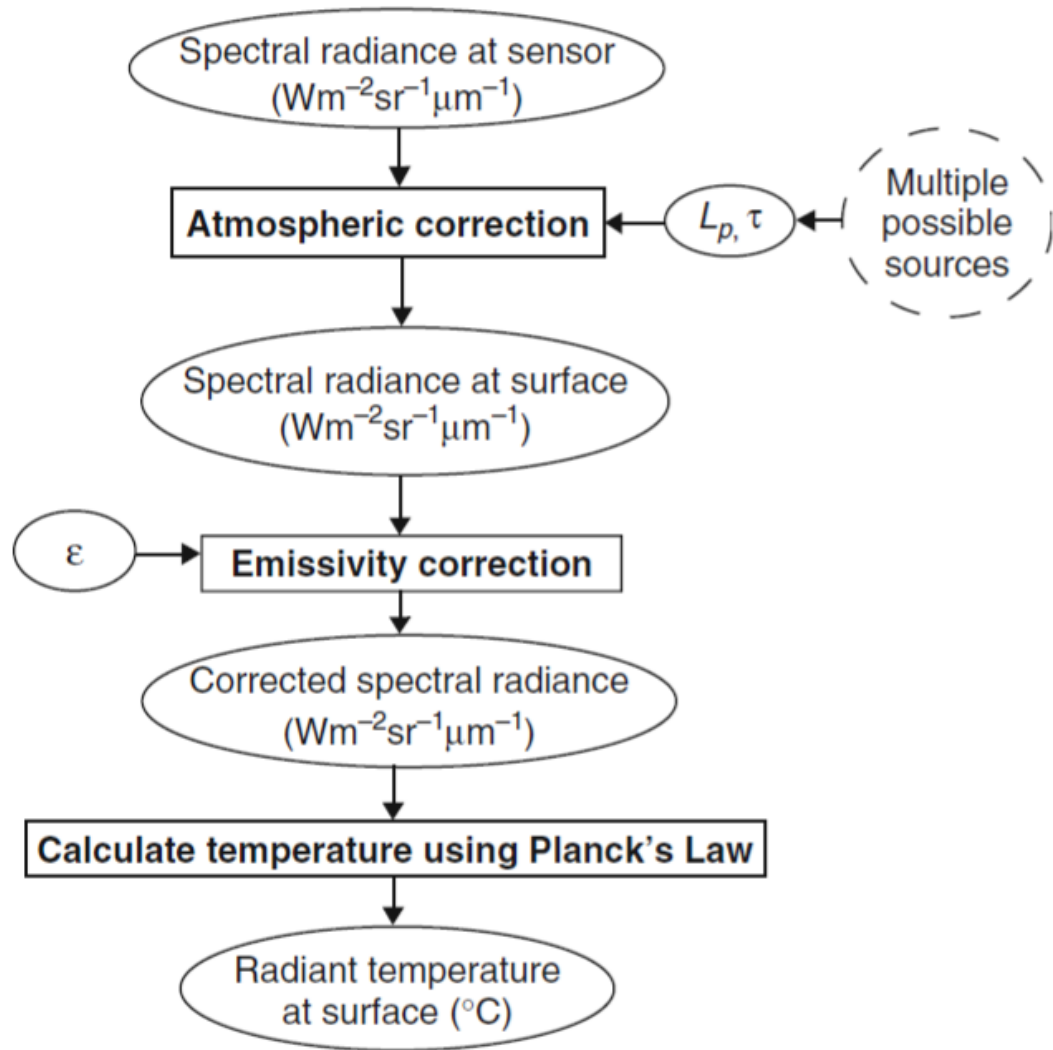 Spectral radiance at sensor
(Wm⁻²sr⁻¹μm⁻¹)
Atmospheric correction
Lₚ, τ
Multiple
possible
sources
Spectral radiance at surface
(Wm⁻²sr⁻¹μm⁻¹)
ε
Emissivity correction
Corrected spectral radiance
(Wm⁻²sr⁻¹μm⁻¹)
Calculate temperature using Planck's Law
Radiant temperature
at surface (°C)